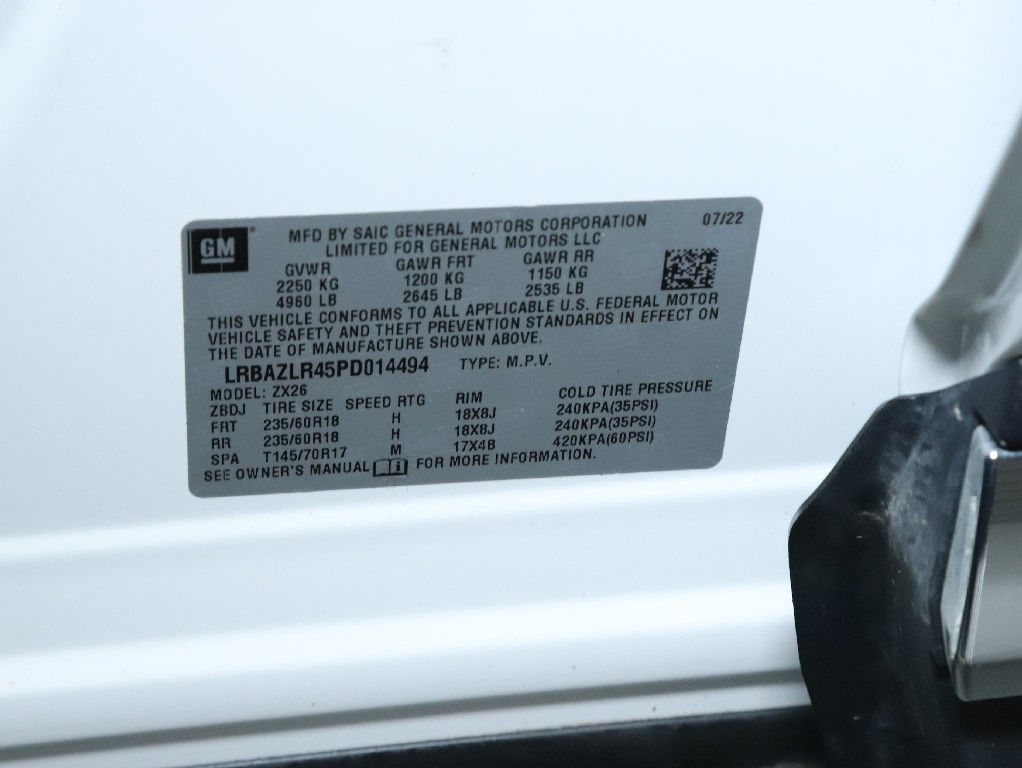 GM
MFD BY SAIC GENERAL MOTORS CORPORATION 07/22
LIMITED FOR GENERAL MOTORS LLC
GVWR GAWR FRT GAWR RR
2250 KG 1200 KG 1150 KG
4960 LB 2645 LB 2535 LB
THIS VEHICLE CONFORMS TO ALL APPLICABLE U.S. FEDERAL MOTOR
VEHICLE SAFETY AND THEFT PREVENTION STANDARDS IN EFFECT ON
THE DATE OF MANUFACTURE SHOWN ABOVE.
LRBAZLR45PD014494 TYPE: M.P.V.
MODEL: ZX26
ZBDJ TIRE SIZE SPEED RTG RIM COLD TIRE PRESSURE
FRT 235/60R18 H 18X8J 240KPA(35PSI)
RR 235/60R18 H 18X8J 240KPA(35PSI)
SPA T145/70R17 M 17X4B 420KPA(60PSI)
SEE OWNER'S MANUAL FOR MORE INFORMATION.